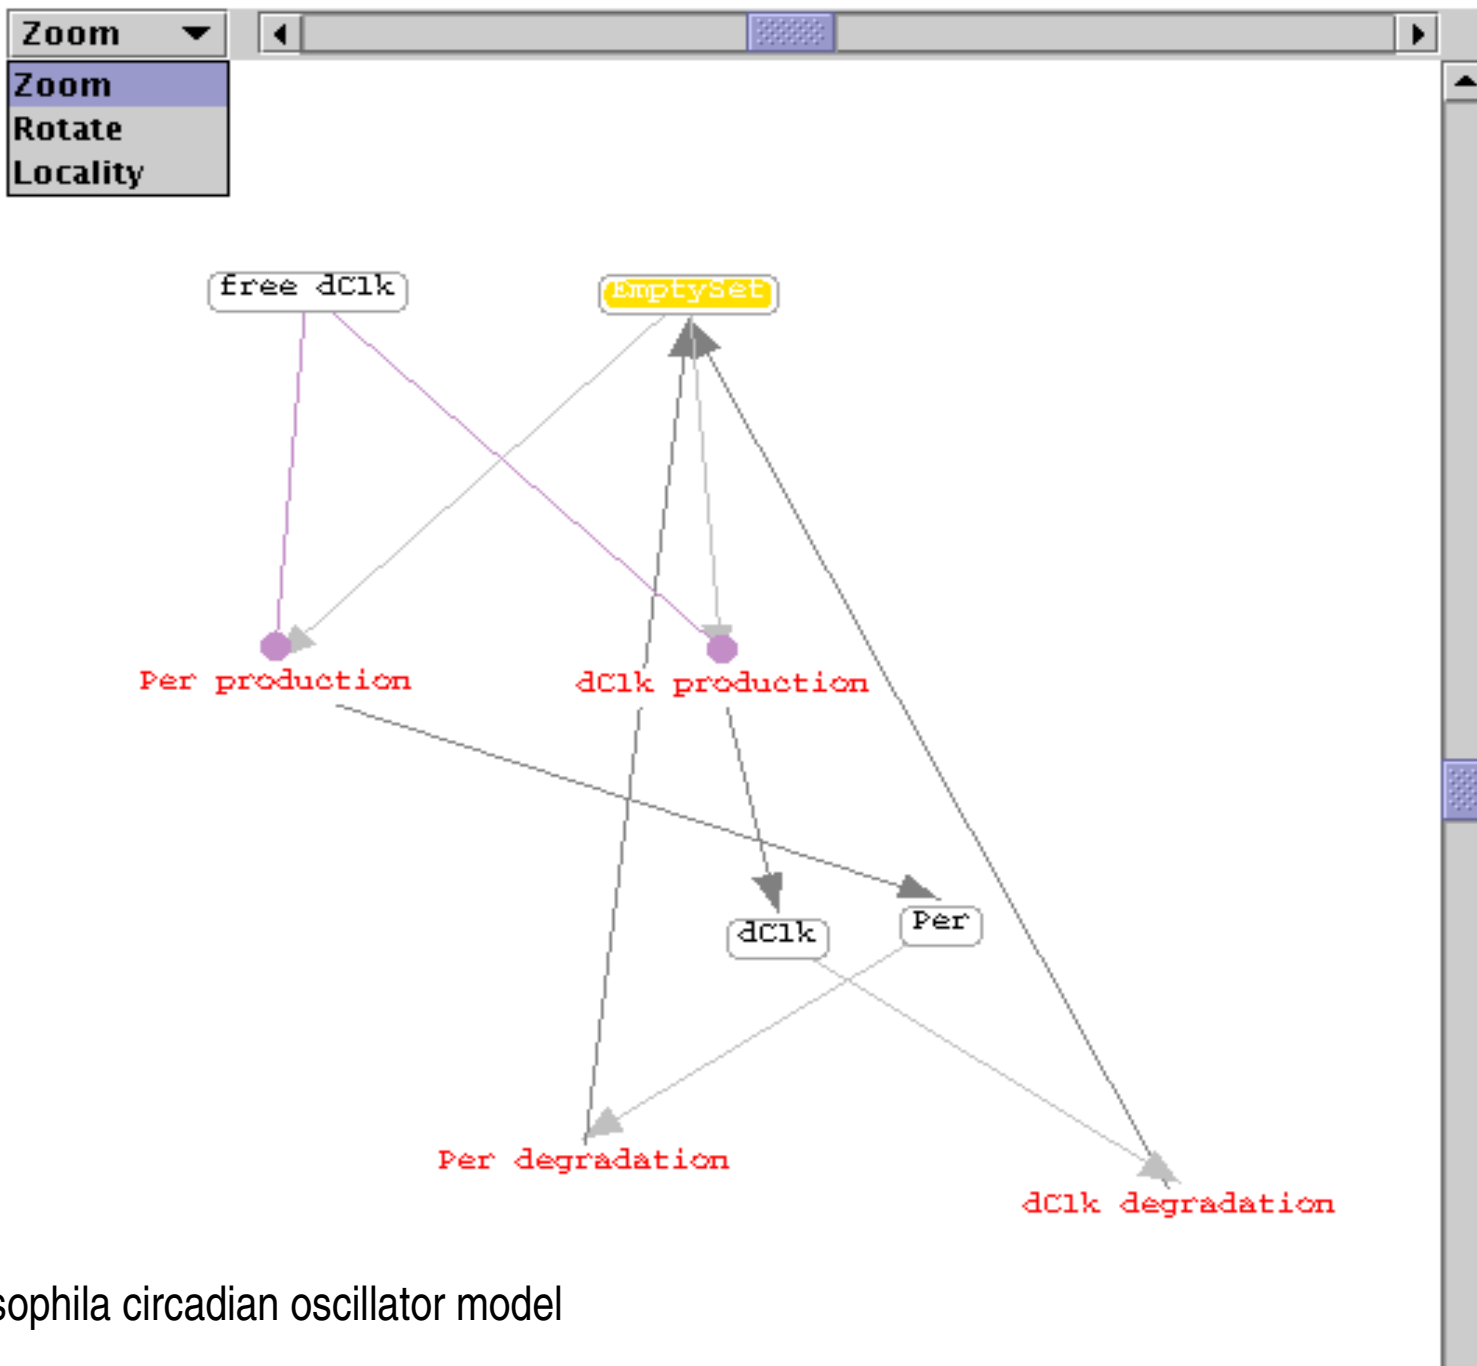 Zoom
Zoom
Rotate
Locality
free dClk
EmptySet
Per production
dClk production
dClk
Per
Per degradation
dClk degradation
sophila circadian oscillator model